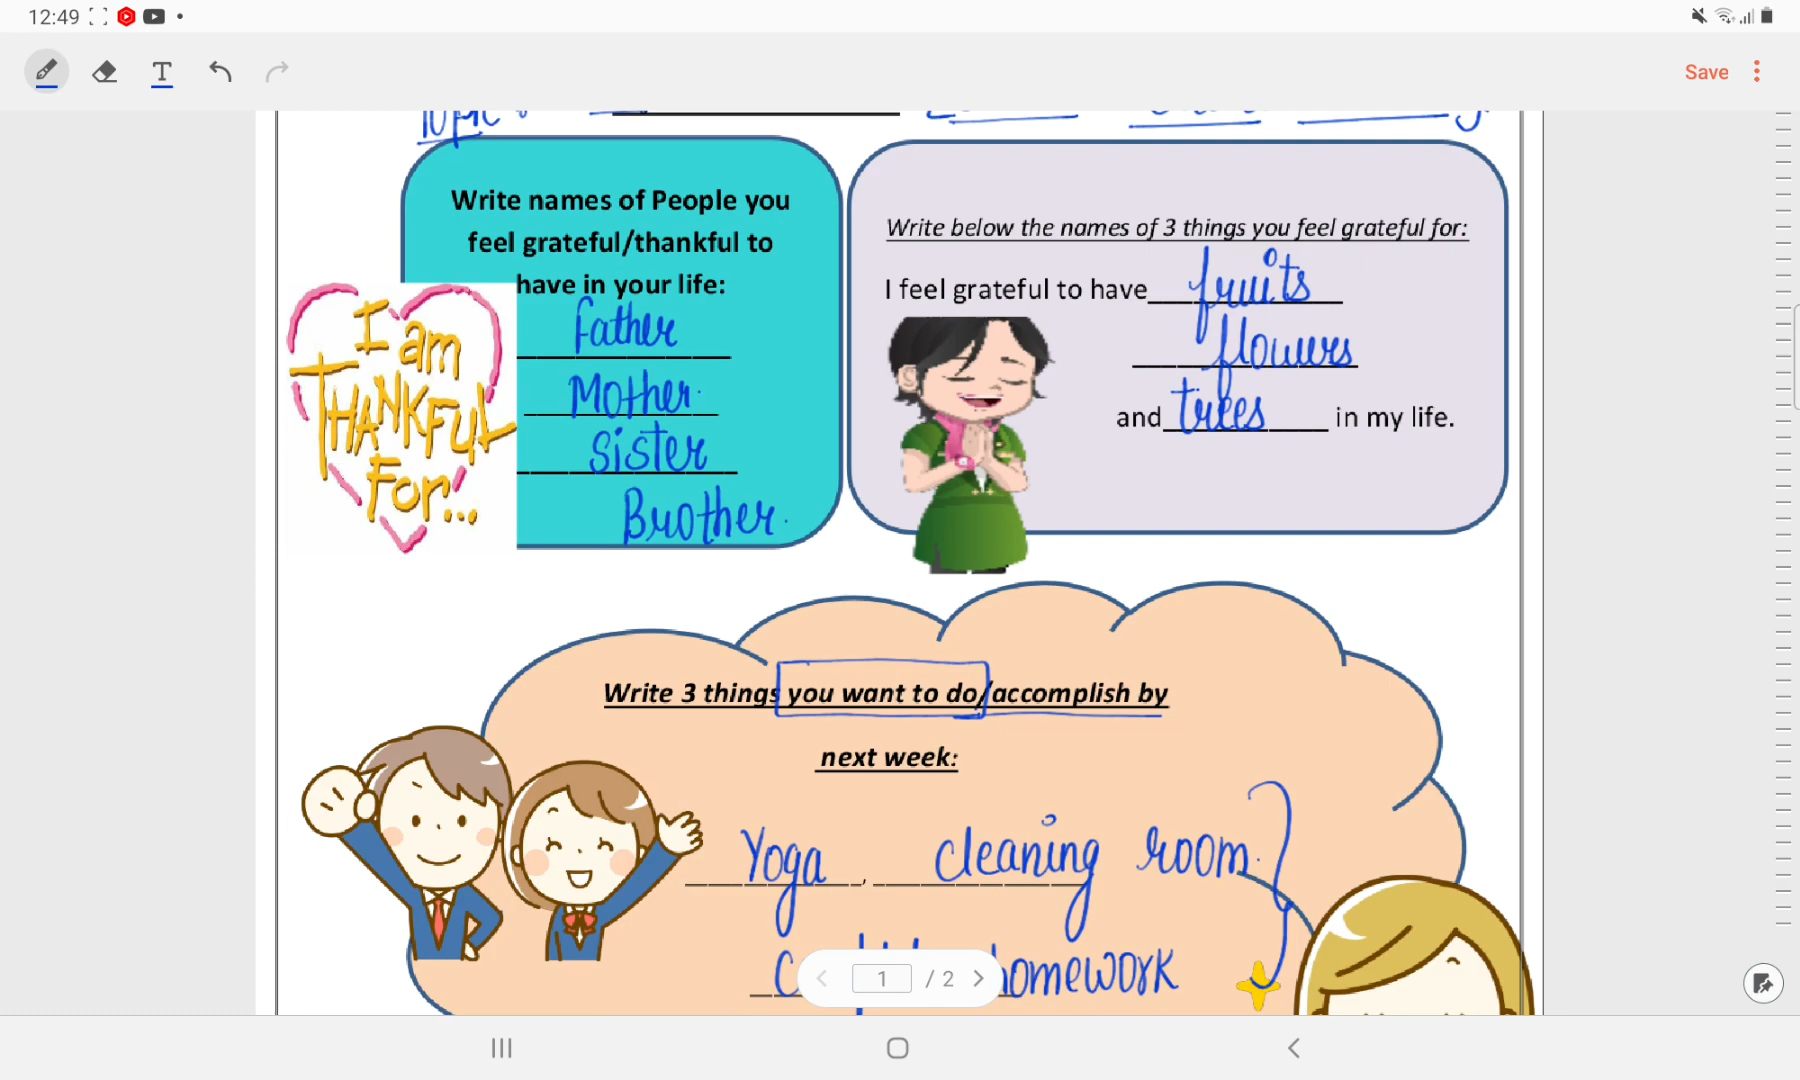 12:49
Save
Topic
Write names of People you
feel grateful/thankful to
have in your life:
father
Mother.
Sister
Brother.
I am
THANKFUL
For...
Write below the names of 3 things you feel grateful for:
I feel grateful to have fruits
flowers
and trees in my life.
Write 3 things you want to do/accomplish by
next week:
Yoga, cleaning room.
homework
1 / 2